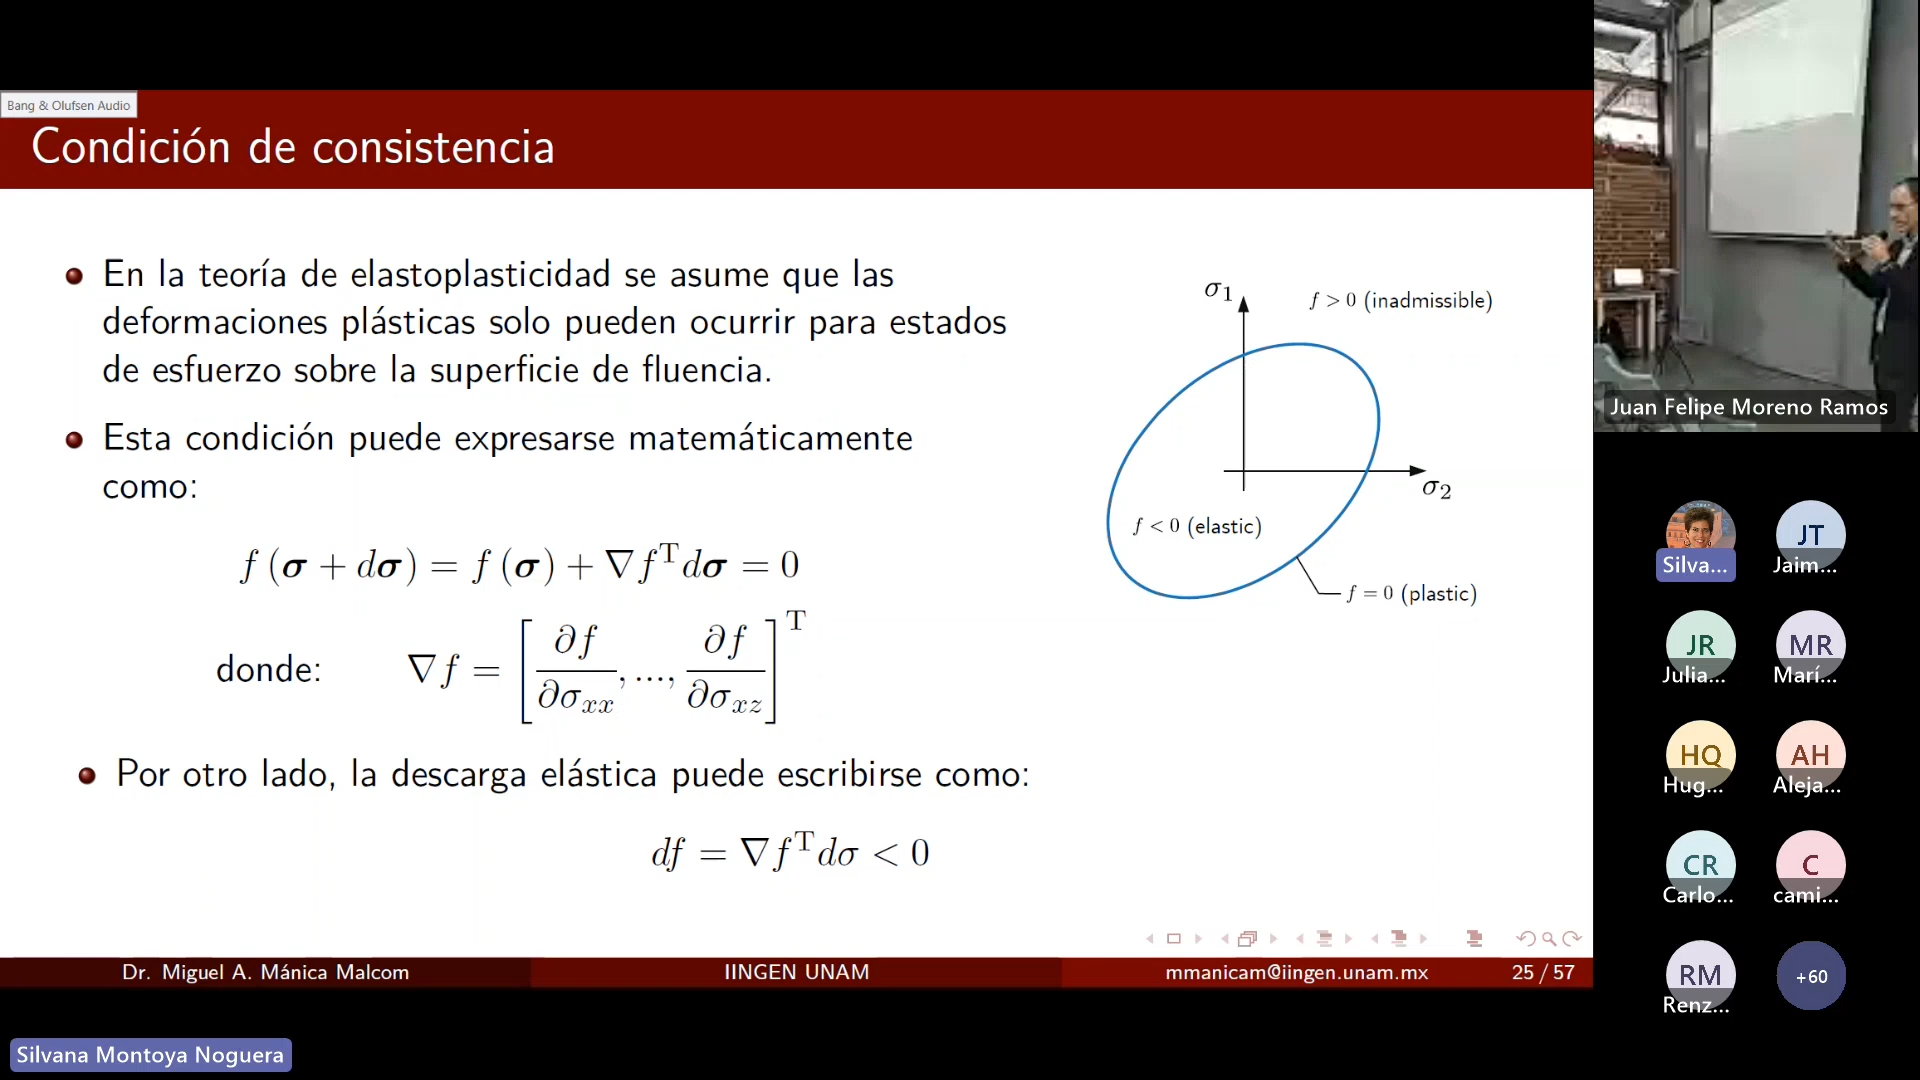 Bang & Olufsen Audio
Condición de consistencia
En la teoría de elastoplasticidad se asume que las
deformaciones plásticas solo pueden ocurrir para estados
de esfuerzo sobre la superficie de fluencia.
Esta condición puede expresarse matemáticamente
como:
f (σ + dσ) = f (σ) + ∇fᵀdσ = 0
donde: ∇f = [∂f/∂σxx, ..., ∂f/∂σxz]ᵀ
Por otro lado, la descarga elástica puede escribirse como:
df = ∇fᵀdσ < 0
σ1
f > 0 (inadmissible)
σ2
f < 0 (elastic)
f = 0 (plastic)
Dr. Miguel A. Mánica Malcom
IINGEN UNAM
mmanicam@iingen.unam.mx
25 / 57
Silvana Montoya Noguera
Juan Felipe Moreno Ramos
Silva...
JT
Jaim...
JR
Julia...
MR
Marí...
HQ
Hug...
AH
Aleja...
CR
Carlo...
C
cami...
RM
Renz...
+60